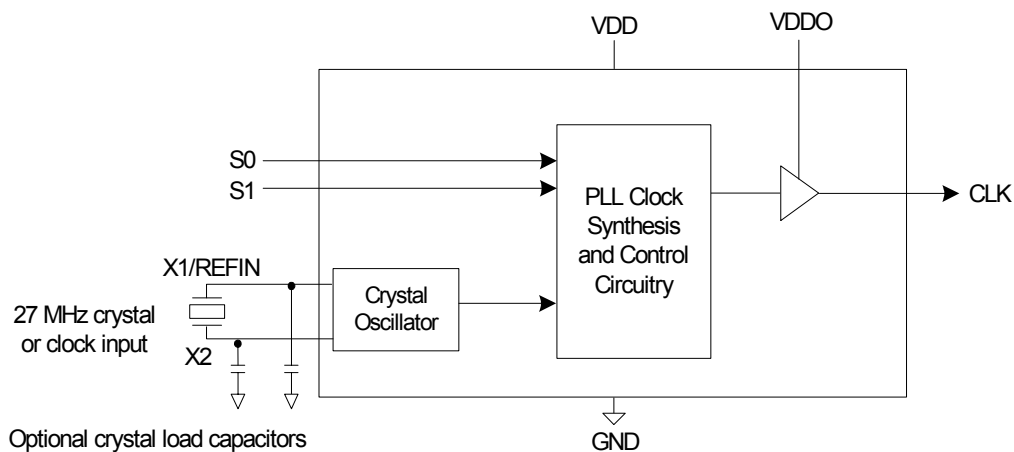 VDD
VDDO
S0
S1
PLL Clock
Synthesis
and Control
Circuitry
CLK
X1/REFIN
Crystal
Oscillator
27 MHz crystal
or clock input
X2
Optional crystal load capacitors
GND